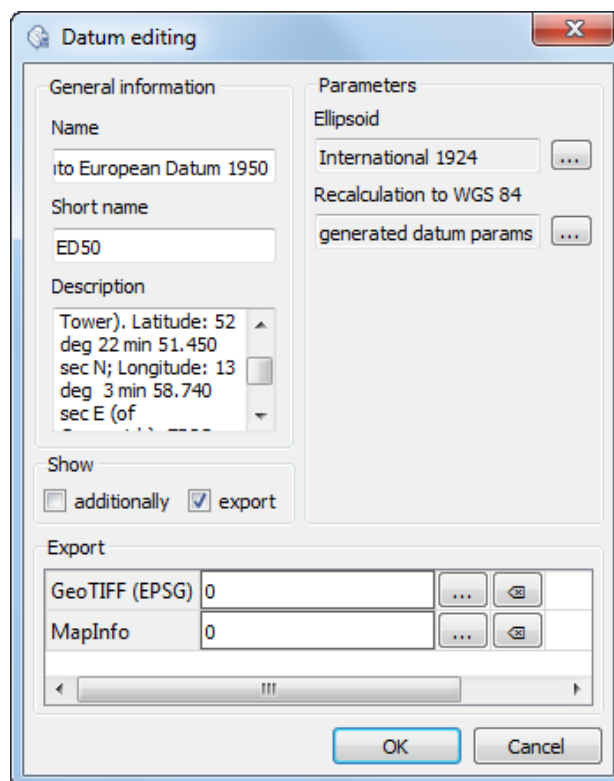 Datum editing
General information
Name
ito European Datum 1950
Short name
ED50
Description
Tower). Latitude: 52
deg 22 min 51.450
sec N; Longitude: 13
deg 3 min 58.740
sec E (of
Show
additionally
export
Parameters
Ellipsoid
International 1924
...
Recalculation to WGS 84
generated datum params
...
Export
GeoTIFF (EPSG) 0 ...
MapInfo 0 ...
OK Cancel